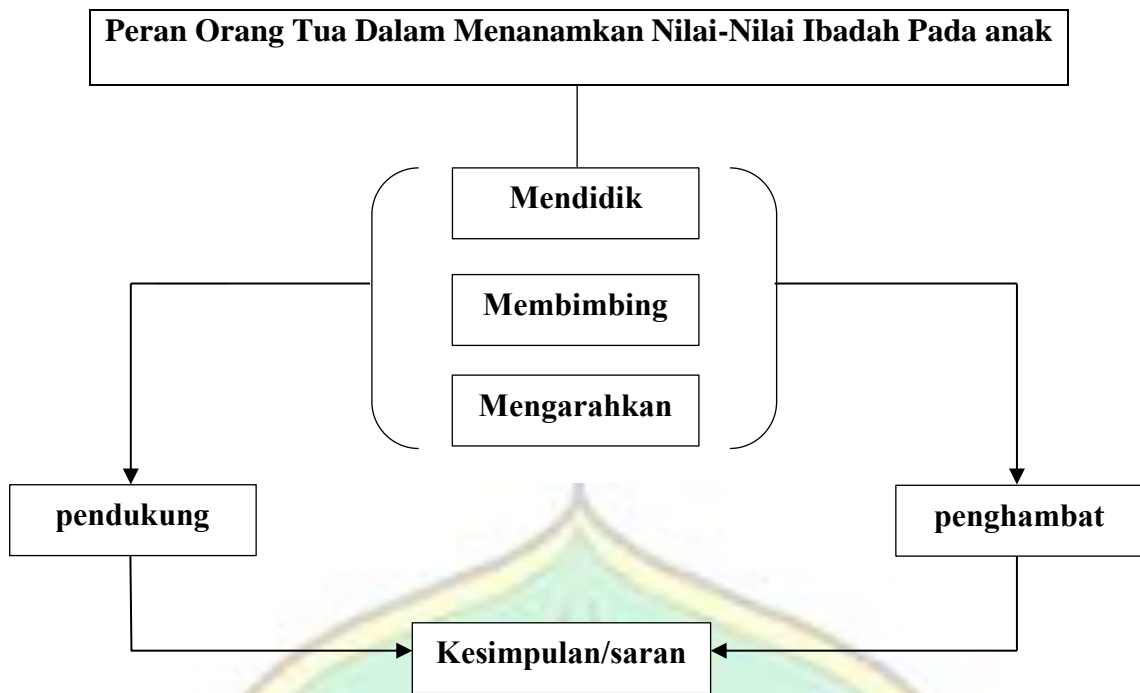 Peran Orang Tua Dalam Menanamkan Nilai-Nilai Ibadah Pada anak
Mendidik
Membimbing
Mengarahkan
pendukung
penghambat
Kesimpulan/saran